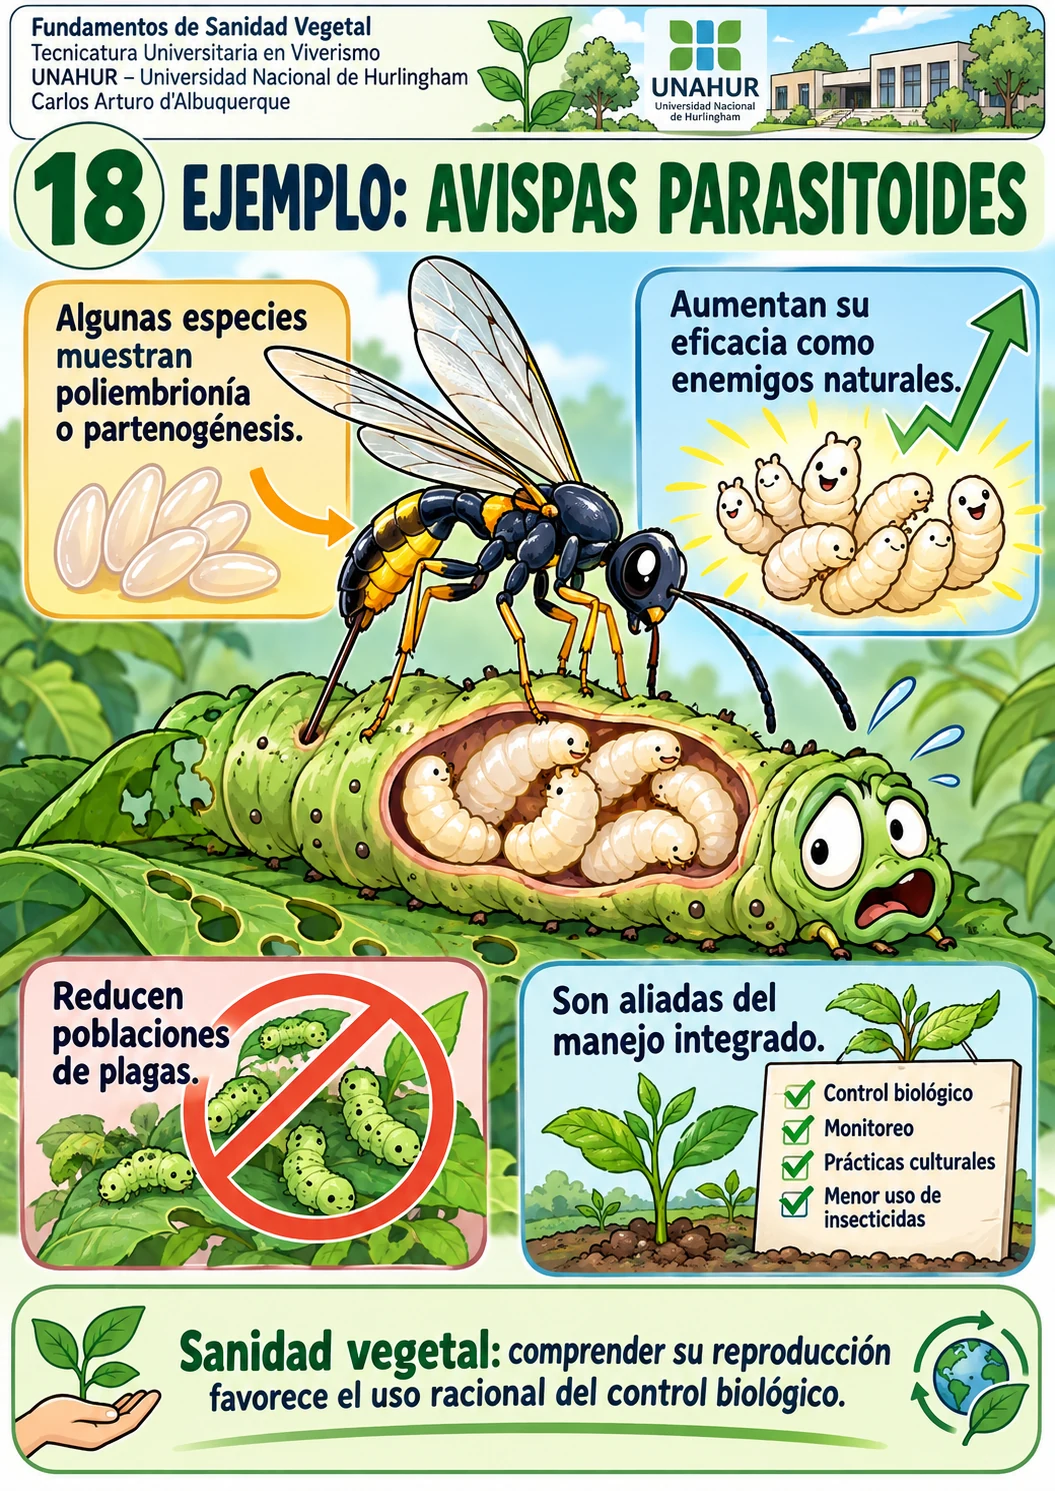 Fundamentos de Sanidad Vegetal
Tecnicatura Universitaria en Viverismo
UNAHUR – Universidad Nacional de Hurlingham
Carlos Arturo d'Albuquerque
UNAHUR
Universidad Nacional
de Hurlingham
18 EJEMPLO: AVISPAS PARASITOIDES
Algunas especies
muestran
poliembrionía
o partenogénesis.
Aumentan su
eficacia como
enemigos naturales.
Reducen
poblaciones
de plagas.
Son aliadas del
manejo integrado.
Control biológico
Monitoreo
Prácticas culturales
Menor uso de
insecticidas
Sanidad vegetal: comprender su reproducción
favorece el uso racional del control biológico.